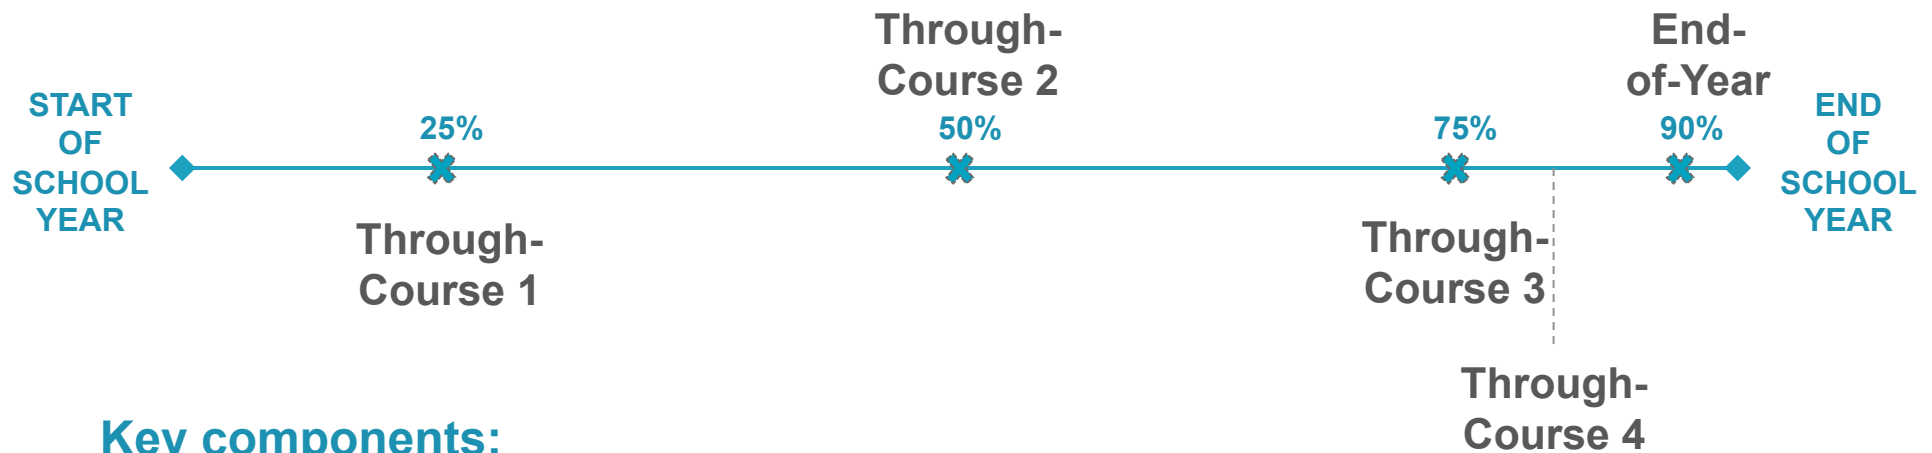 START
OF
SCHOOL
YEAR
25%
Through-
Course 1
Through-
Course 2
50%
75%
Through-
Course 3
Through-
Course 4
End-
of-Year
90%
END
OF
SCHOOL
YEAR
Key components: